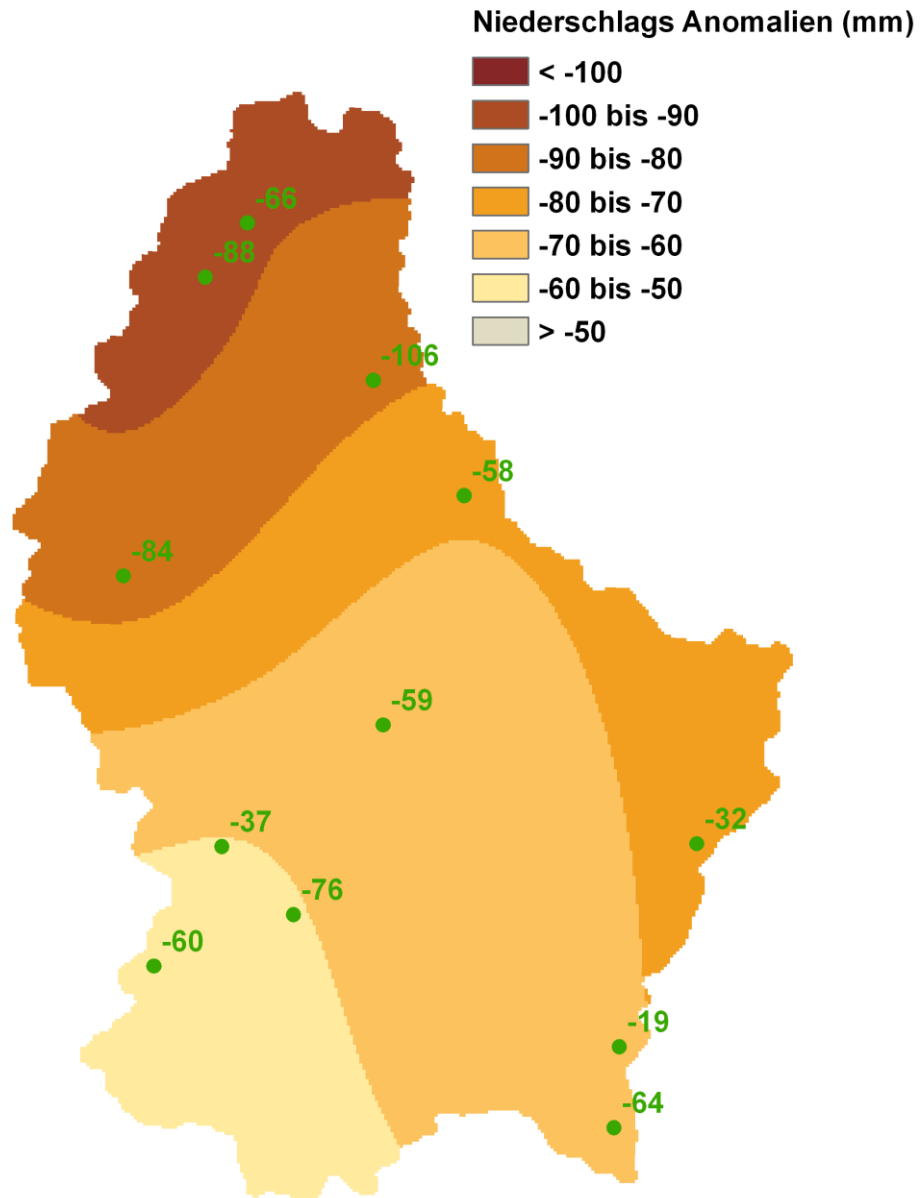 Niederschlags Anomalien (mm)
< -100
-100 bis -90
-90 bis -80
-80 bis -70
-70 bis -60
-60 bis -50
> -50
-66
-88
-106
-58
-84
-59
-37
-32
-76
-60
-19
-64